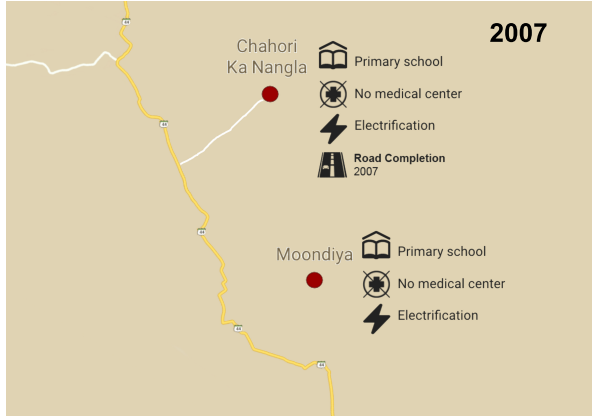 2007
Chahori
Ka Nangla
Primary school
No medical center
Electrification
Road Completion
2007
Moondiya
Primary school
No medical center
Electrification